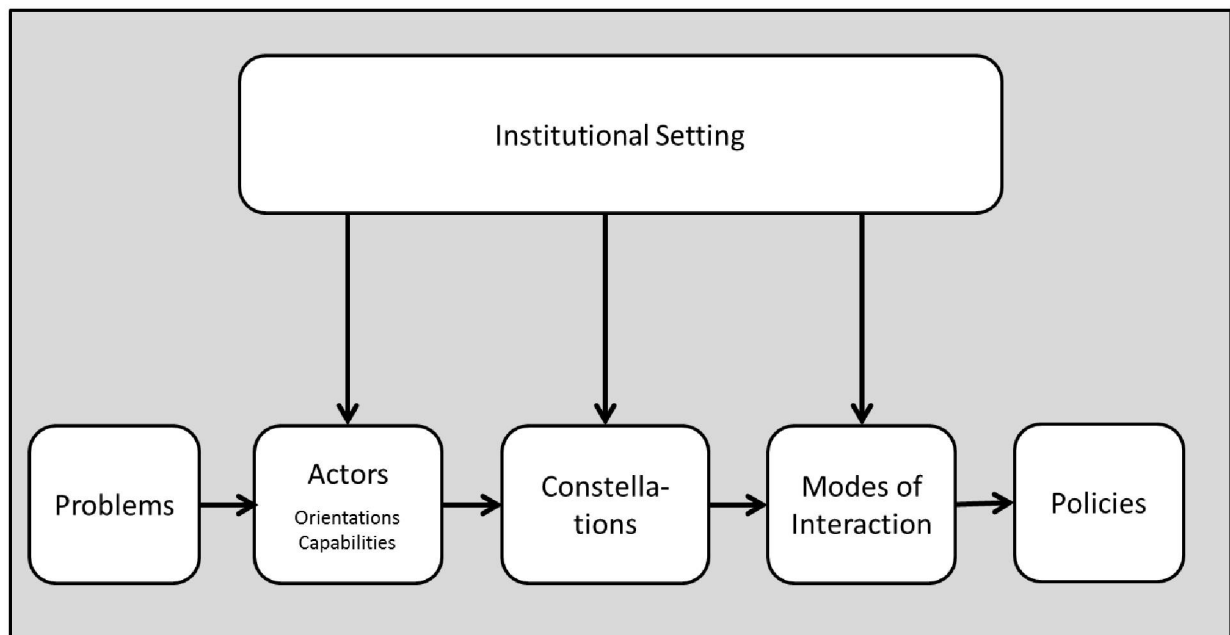 Institutional Setting
Problems
Actors
Orientations
Capabilities
Constella-
tions
Modes of
Interaction
Policies